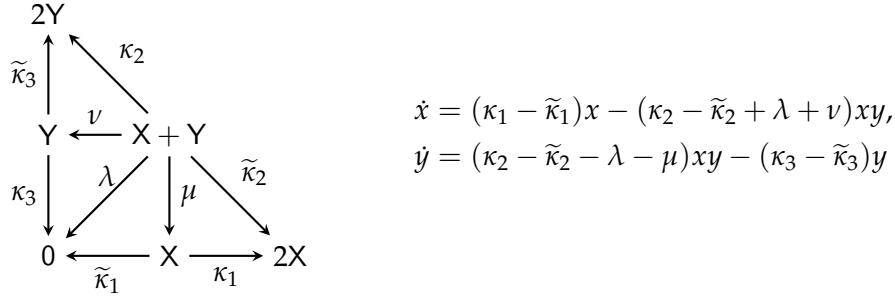 2Y
κ̃₃ κ₂
Y ν X + Y
κ₃ λ μ κ̃₂
0 κ̃₁ X κ₁ 2X
ẋ = (κ₁ − κ̃₁)x − (κ₂ − κ̃₂ + λ + ν)xy,
ẏ = (κ₂ − κ̃₂ − λ − μ)xy − (κ₃ − κ̃₃)y